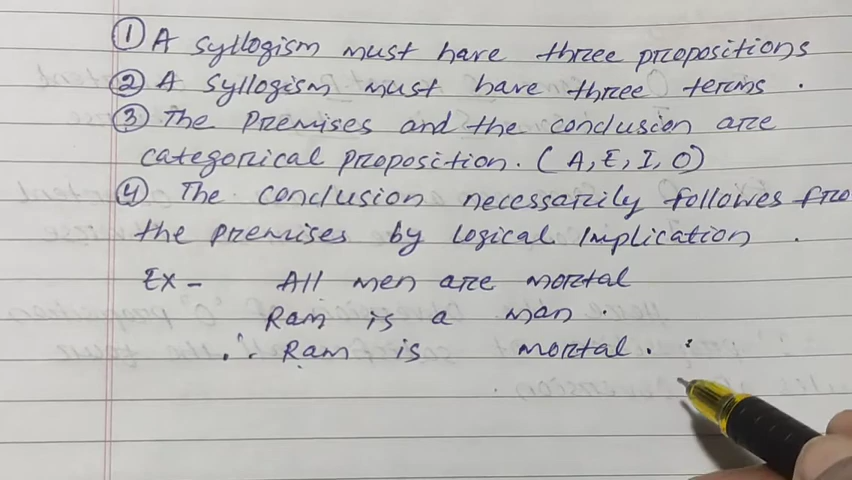 ① A syllogism must have three propositions
② A syllogism must have three terms .
③ The premises and the conclusion are
categorical proposition. ( A, E, I, O)
④ The conclusion necessarily follows fro
the premises by logical Implication .
Ex - All men are mortal
Ram is a man .
∴ Ram is mortal .